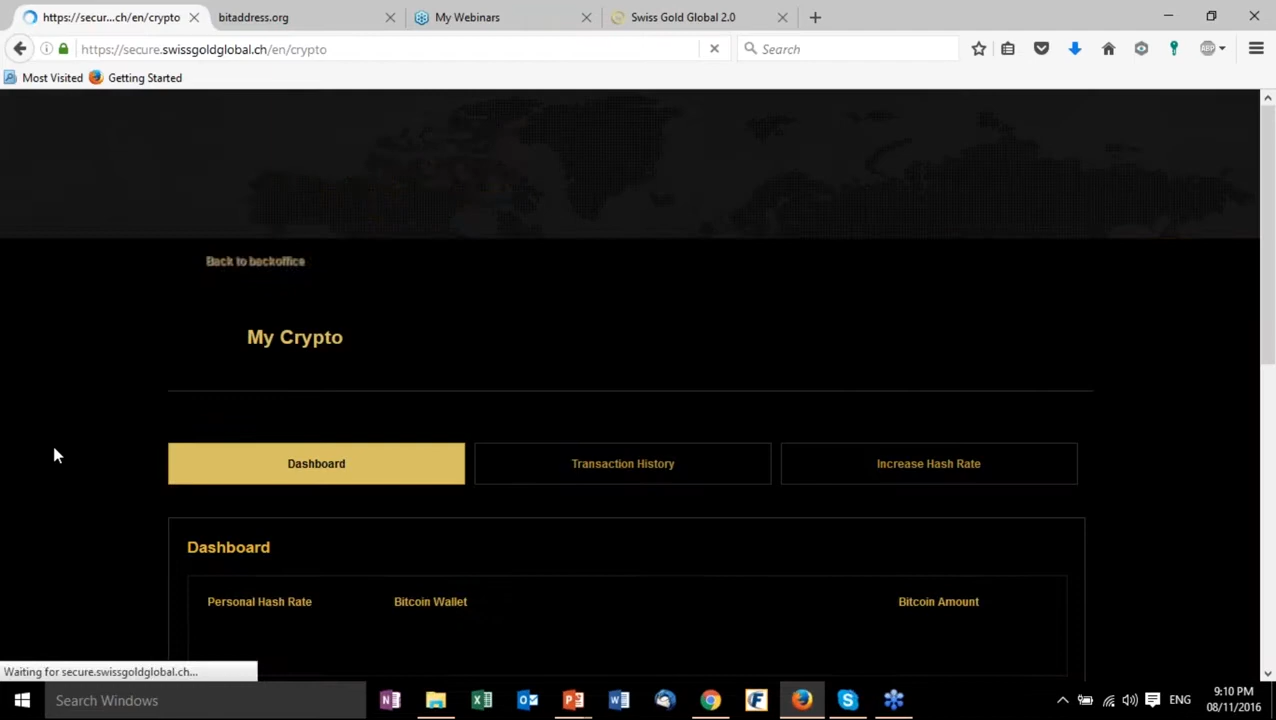 https://secur...ch/en/crypto
bitaddress.org
My Webinars
Swiss Gold Global 2.0
https://secure.swissgoldglobal.ch/en/crypto
Search
ABP
Most Visited
Getting Started
Back to backoffice
My Crypto
Dashboard
Transaction History
Increase Hash Rate
Dashboard
Personal Hash Rate
Bitcoin Wallet
Bitcoin Amount
Waiting for secure.swissgoldglobal.ch...
Search Windows
ENG
9:10 PM
08/11/2016